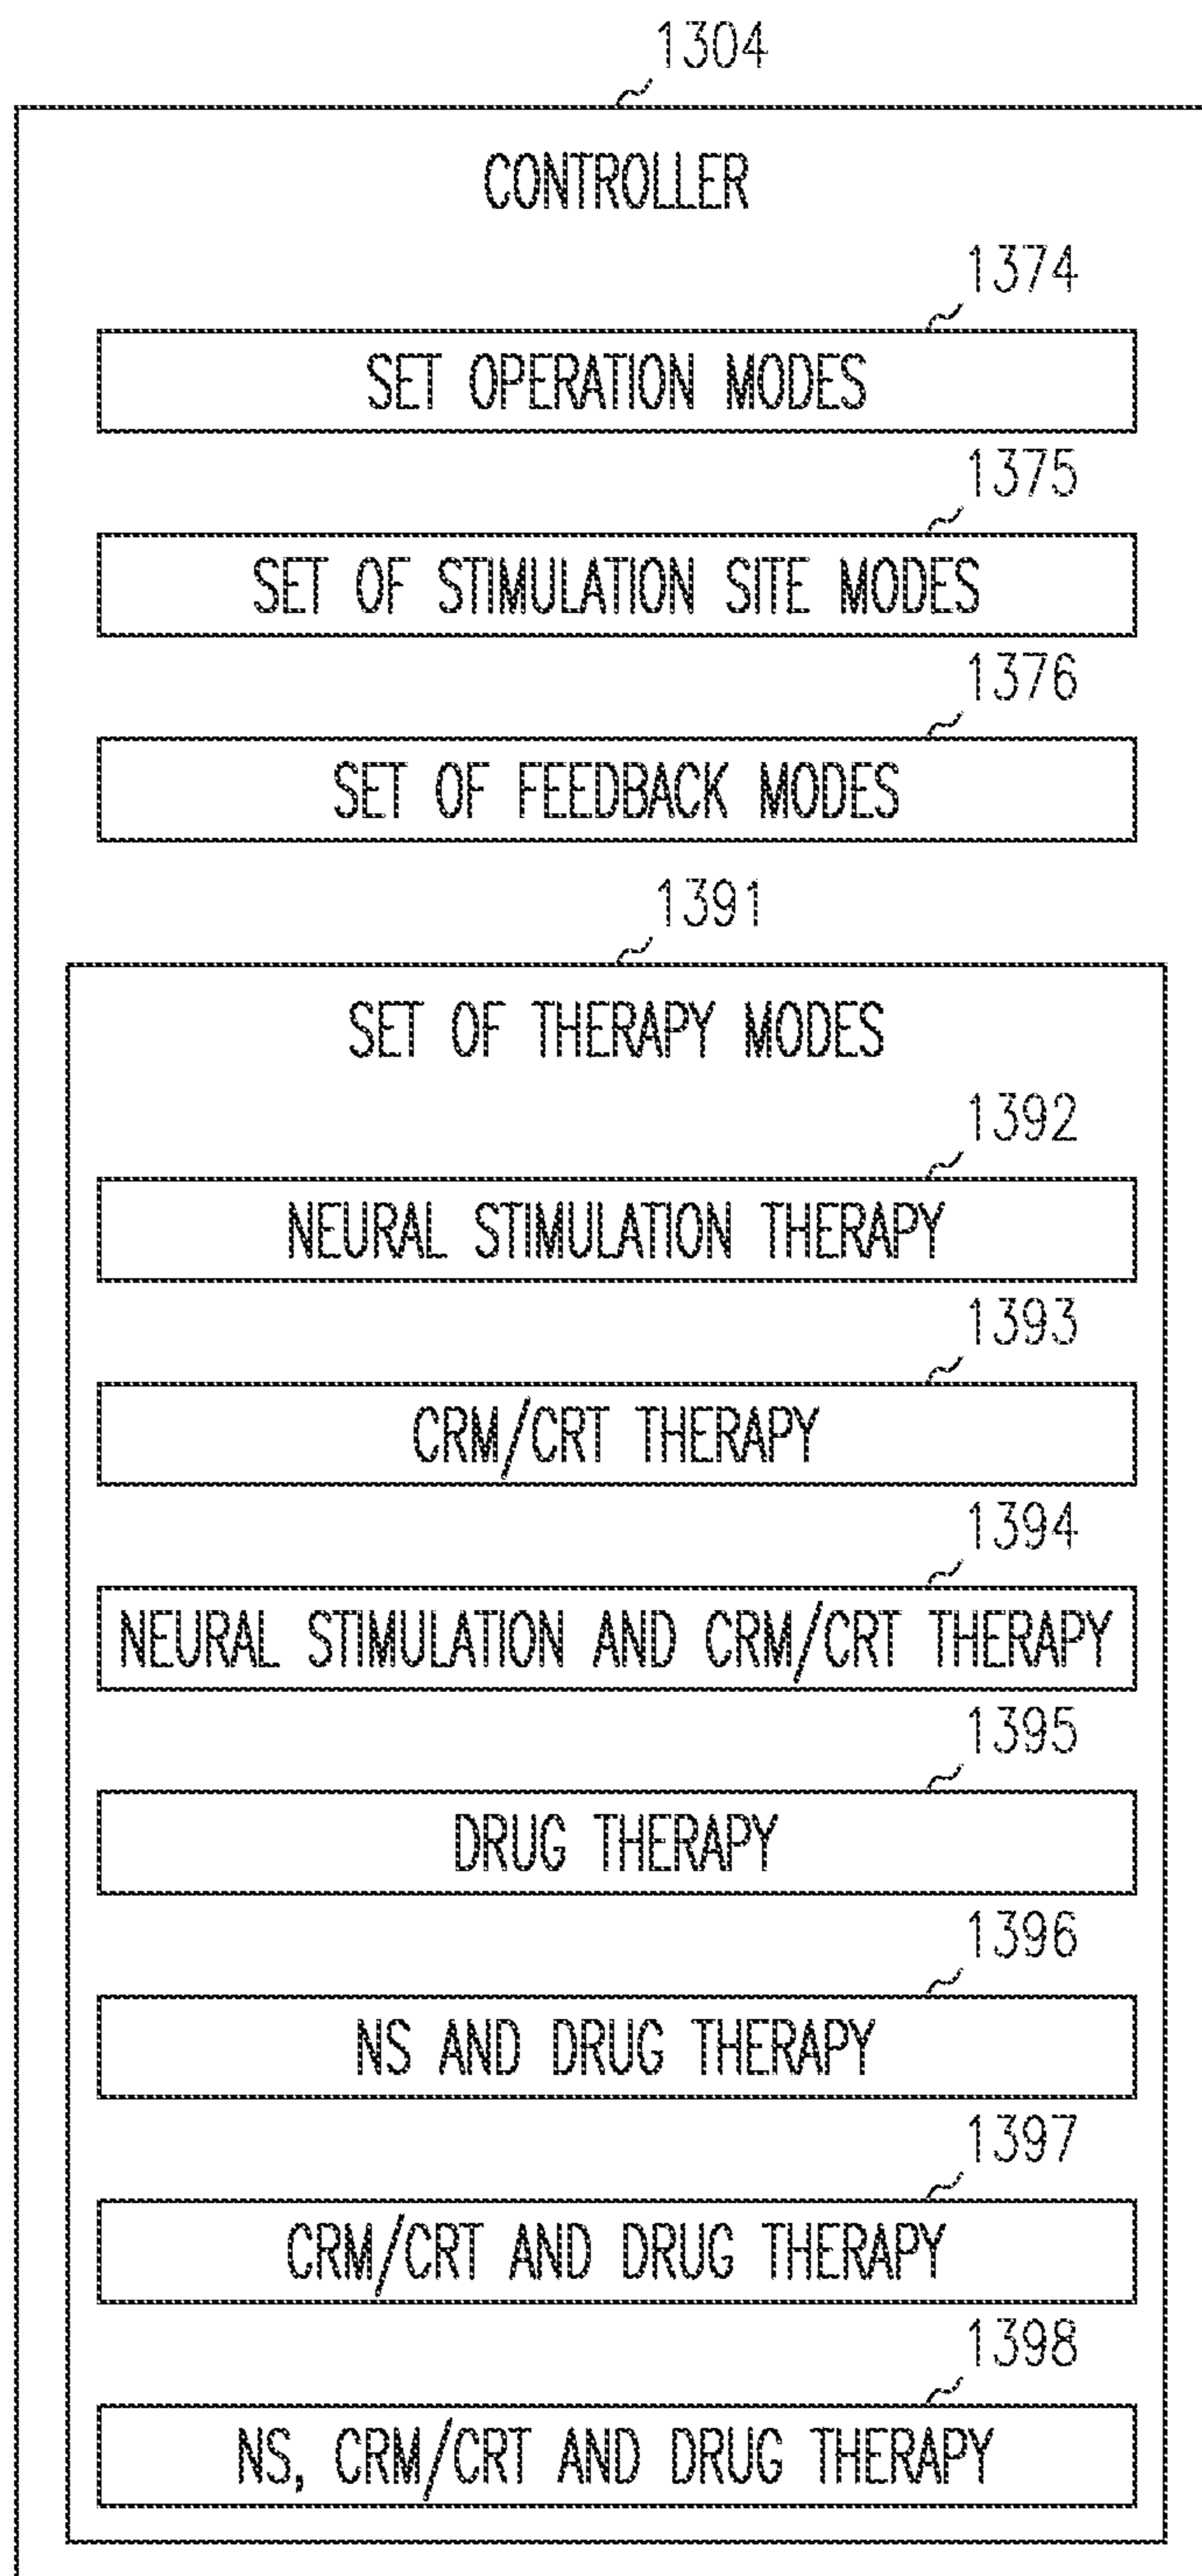 1304
CONTROLLER
1374
SET OPERATION MODES
1375
SET OF STIMULATION SITE MODES
1376
SET OF FEEDBACK MODES
1391
SET OF THERAPY MODES
1392
NEURAL STIMULATION THERAPY
1393
CRM/CRT THERAPY
1394
NEURAL STIMULATION AND CRM/CRT THERAPY
1395
DRUG THERAPY
1396
NS AND DRUG THERAPY
1397
CRM/CRT AND DRUG THERAPY
1398
NS, CRM/CRT AND DRUG THERAPY